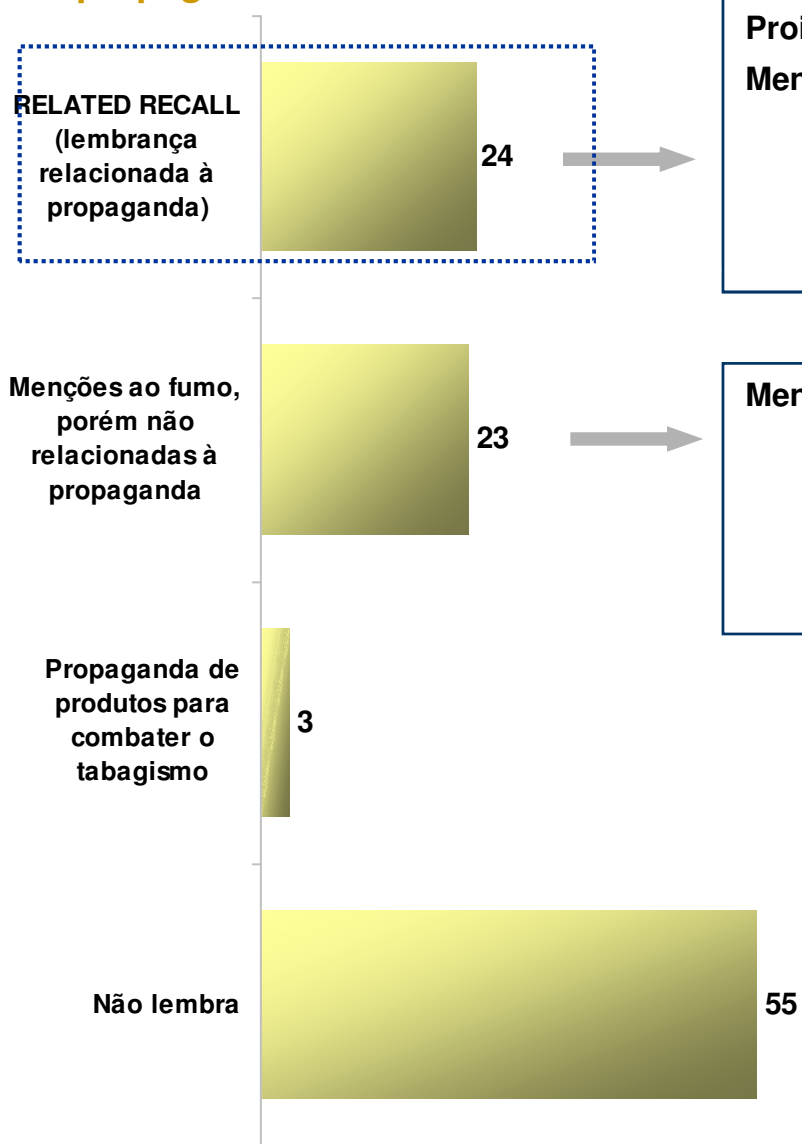 RELATED RECALL
(lembrança
relacionada à
propaganda)
24
Menções ao fumo,
porém não
relacionadas à
propaganda
23
Propaganda de
produtos para
combater o
tabagismo
3
Não lembra
55